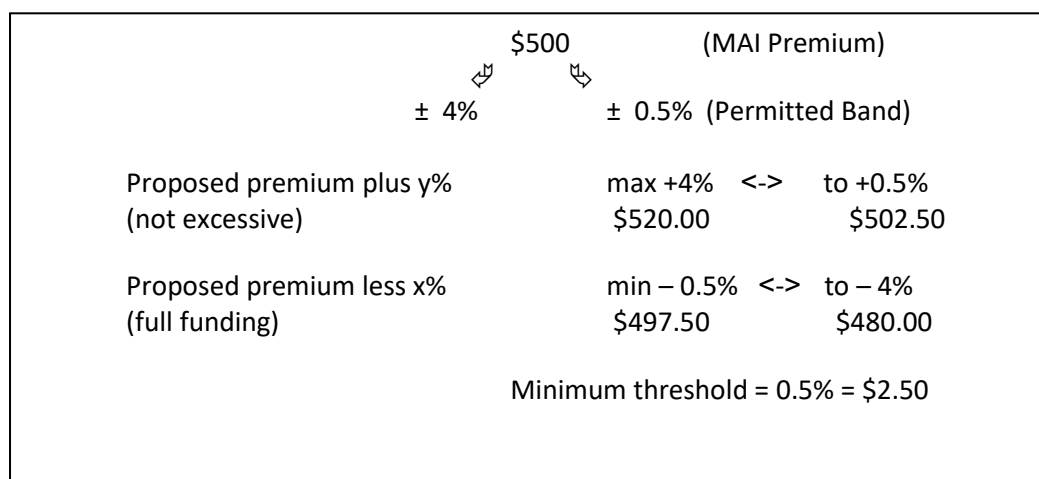 $500 (MAI Premium)
± 4% ± 0.5% (Permitted Band)
Proposed premium plus y% max +4% <-> to +0.5%
(not excessive) $520.00 $502.50
Proposed premium less x% min – 0.5% <-> to – 4%
(full funding) $497.50 $480.00
Minimum threshold = 0.5% = $2.50